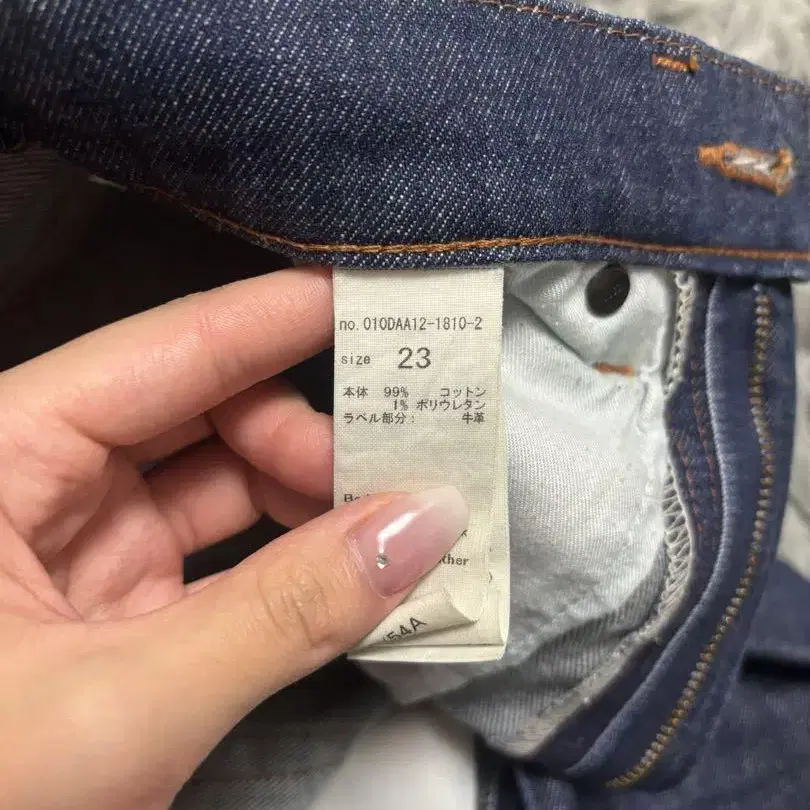 no. 010DAA12-1810-2
size 23
本体 99% コットン
1% ポリウレタン
ラベル部分: 牛革